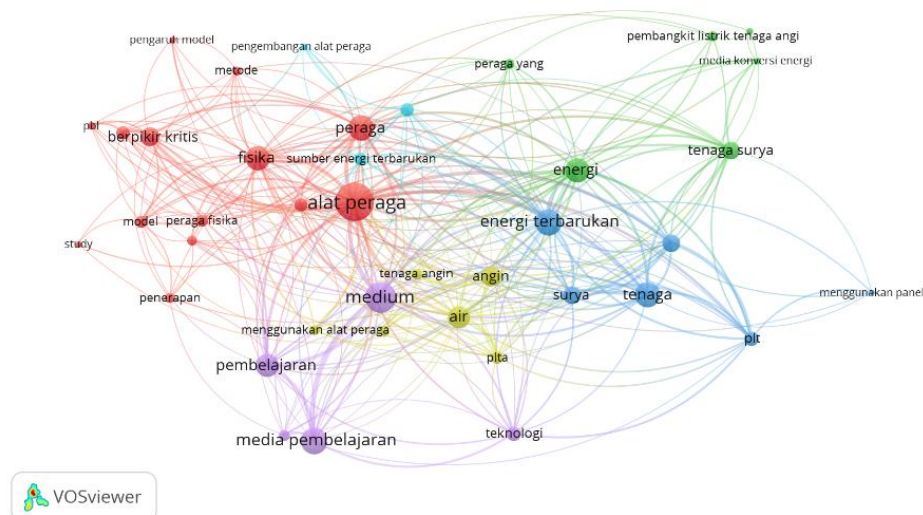 pengaruh model
pengembangan alat peraga
pembangkit listrik tenaga angi
media konversi energi
metode
peraga yang
pbl
berpikir kritis
peraga
tenaga surya
fisika
sumber energi terbarukan
energi
alat peraga
model
peraga fisika
energi terbarukan
study
tenaga angin
angin
penerapan
medium
surya
tenaga
menggunakan panel
air
menggunakan alat peraga
plta
plt
pembelajaran
media pembelajaran
teknologi
VOSviewer